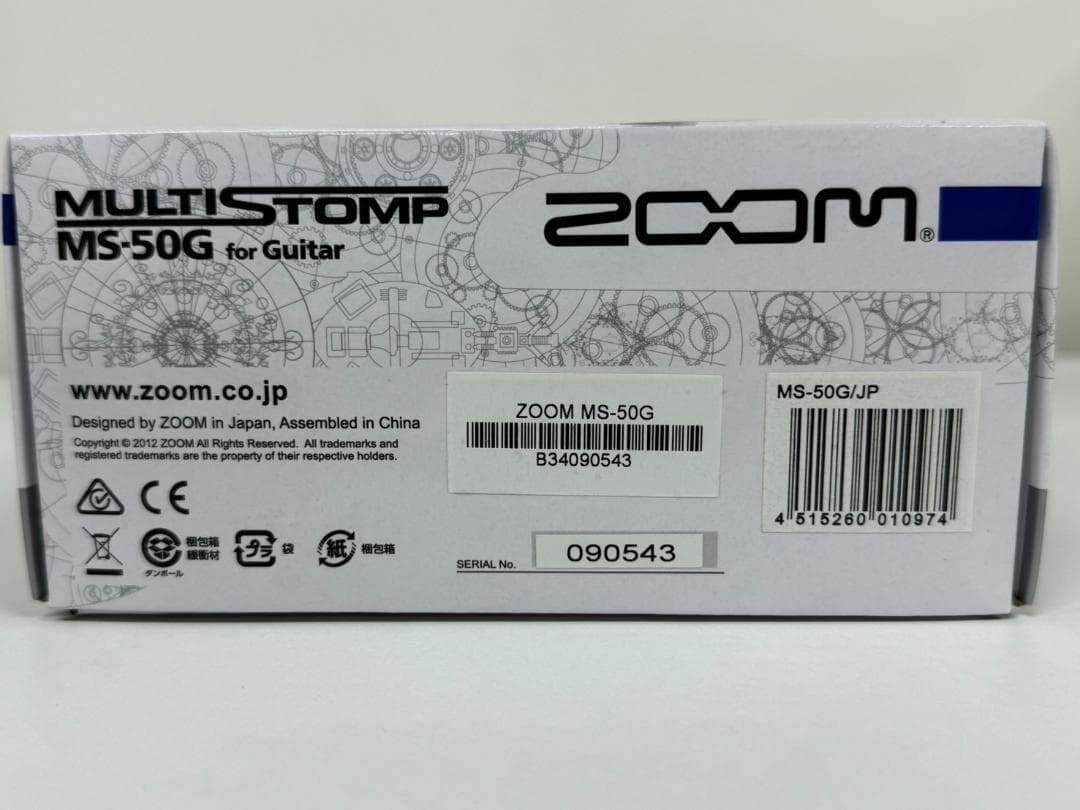 MULTI STOMP
MS-50G for Guitar
ZOOM®
www.zoom.co.jp
Designed by ZOOM in Japan, Assembled in China
Copyright © 2012 ZOOM All Rights Reserved. All trademarks and
registered trademarks are the property of their respective holders.
CE
ZOOM MS-50G
B34090543
MS-50G/JP
4 515260 010974
梱包箱
緩衝材
ダンボール
プラ 袋
紙 梱包箱
SERIAL No. 090543